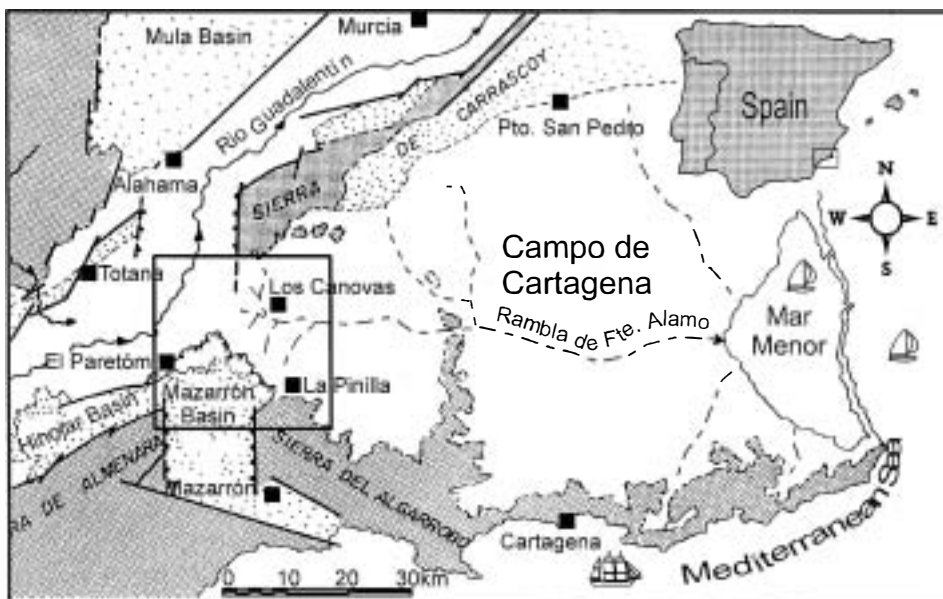 Mula Basin
Murcia
Rio Guadalentin
SIERRA
DE CARRASCOY
Pto. San Pedro
Spain
N
W
E
S
Alahama
Totana
Los Canovas
Campo de
Cartagena
Rambla de Fte. Alamo
Mar
Menor
El Paretóm
La Pinilla
Mazarrón
Basin
Hinojar Basin
RA DE ALMENARA
SIERRA DEL ALGARROBO
Mazarrón
Cartagena
Mediterranean Sea
0
10
20
30km